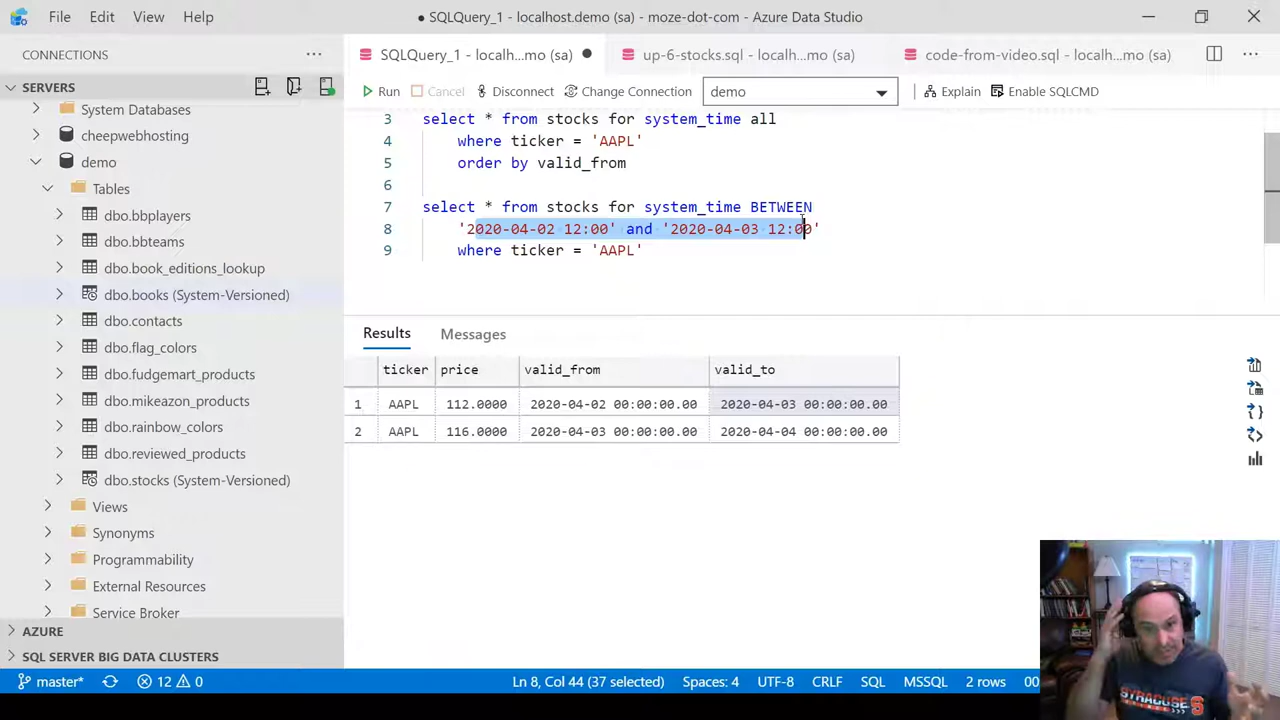 File Edit View Help
● SQLQuery_1 - localhost.demo (sa) - moze-dot-com - Azure Data Studio
CONNECTIONS
SERVERS
System Databases
cheepwebhosting
demo
Tables
dbo.bbplayers
dbo.bbteams
dbo.book_editions_lookup
dbo.books (System-Versioned)
dbo.contacts
dbo.flag_colors
dbo.fudgemart_products
dbo.mikeazon_products
dbo.rainbow_colors
dbo.reviewed_products
dbo.stocks (System-Versioned)
Views
Synonyms
Programmability
External Resources
Service Broker
AZURE
SQL SERVER BIG DATA CLUSTERS
SQLQuery_1 - localh...mo (sa) ● up-6-stocks.sql - localh...mo (sa) code-from-video.sql - localh...mo (sa)
Run Cancel Disconnect Change Connection demo Explain Enable SQLCMD
3 select * from stocks for system_time all
4 where ticker = 'AAPL'
5 order by valid_from
6
7 select * from stocks for system_time BETWEEN
8 '2020-04-02 12:00' and '2020-04-03 12:00'
9 where ticker = 'AAPL'
Results Messages
ticker price valid_from valid_to
1 AAPL 112.0000 2020-04-02 00:00:00.00 2020-04-03 00:00:00.00
2 AAPL 116.0000 2020-04-03 00:00:00.00 2020-04-04 00:00:00.00
SYRACUSE
S
master* 12 0 Ln 8, Col 44 (37 selected) Spaces: 4 UTF-8 CRLF SQL MSSQL 2 rows 00